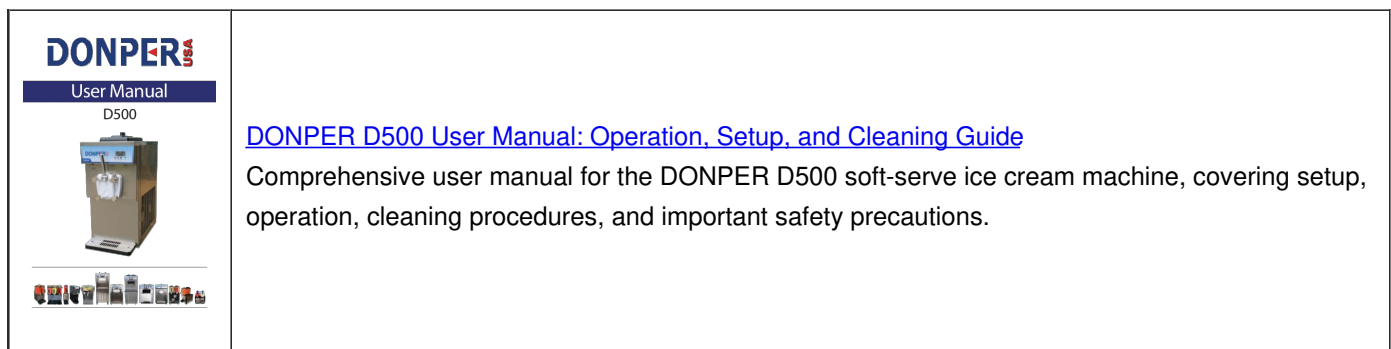 DONPER USA
User Manual
D500
DONPER
DONPER D500 User Manual: Operation, Setup, and Cleaning Guide
Comprehensive user manual for the DONPER D500 soft-serve ice cream machine, covering setup,
operation, cleaning procedures, and important safety precautions.